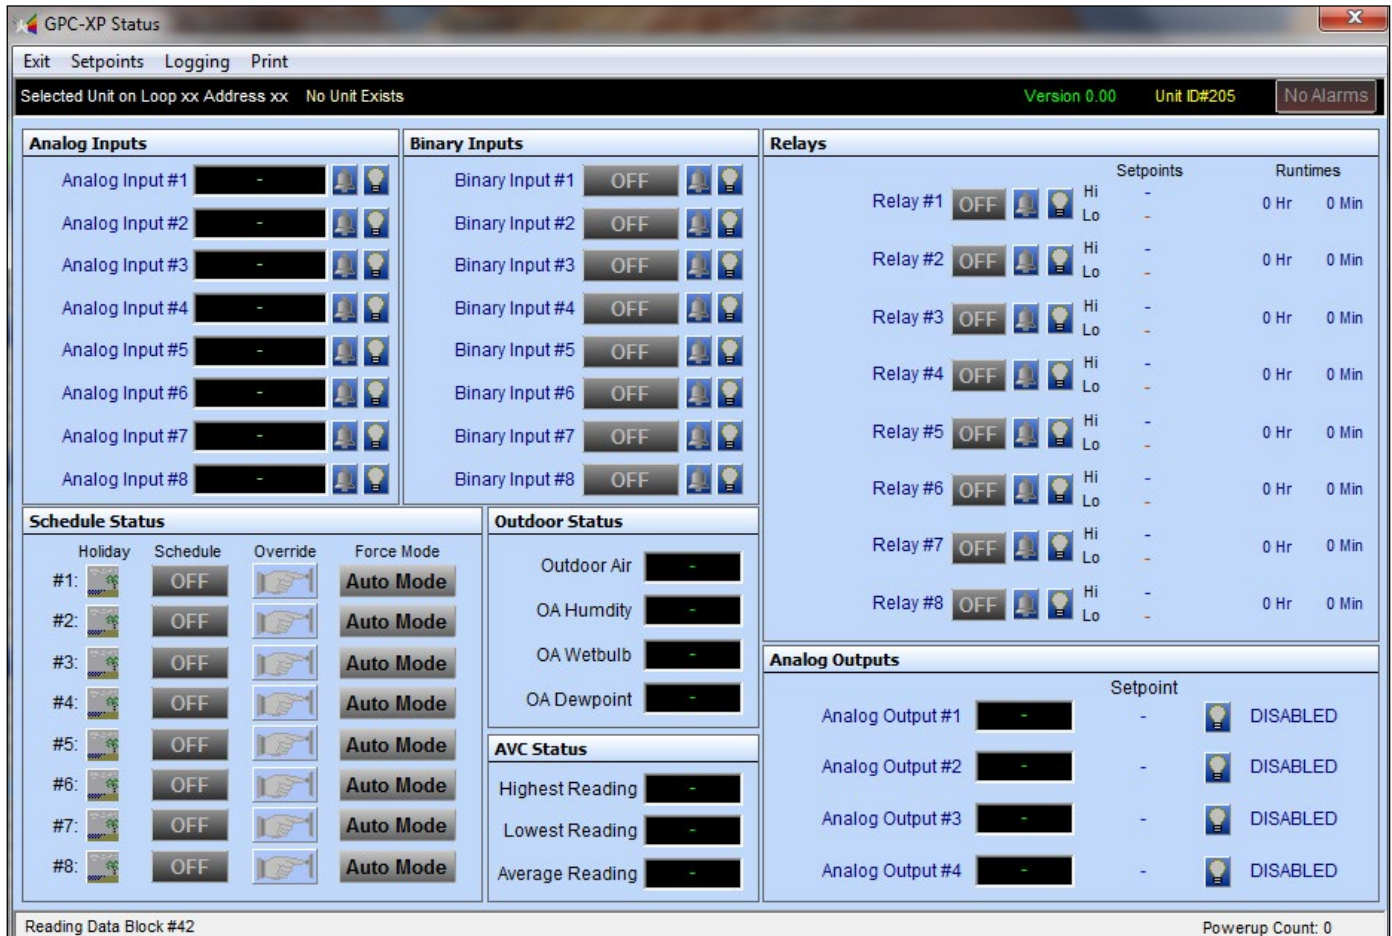 GPC-XP Status
Exit Setpoints Logging Print
Selected Unit on Loop xx Address xx No Unit Exists Version 0.00 Unit ID#205 No Alarms
Analog Inputs
Analog Input #1 -
Analog Input #2 -
Analog Input #3 -
Analog Input #4 -
Analog Input #5 -
Analog Input #6 -
Analog Input #7 -
Analog Input #8 -
Binary Inputs
Binary Input #1 OFF
Binary Input #2 OFF
Binary Input #3 OFF
Binary Input #4 OFF
Binary Input #5 OFF
Binary Input #6 OFF
Binary Input #7 OFF
Binary Input #8 OFF
Relays
Setpoints Runtimes
Relay #1 OFF Hi - 0 Hr 0 Min
Lo -
Relay #2 OFF Hi - 0 Hr 0 Min
Lo -
Relay #3 OFF Hi - 0 Hr 0 Min
Lo -
Relay #4 OFF Hi - 0 Hr 0 Min
Lo -
Relay #5 OFF Hi - 0 Hr 0 Min
Lo -
Relay #6 OFF Hi - 0 Hr 0 Min
Lo -
Relay #7 OFF Hi - 0 Hr 0 Min
Lo -
Relay #8 OFF Hi - 0 Hr 0 Min
Lo -
Schedule Status
Holiday Schedule Override Force Mode
#1: OFF Auto Mode
#2: OFF Auto Mode
#3: OFF Auto Mode
#4: OFF Auto Mode
#5: OFF Auto Mode
#6: OFF Auto Mode
#7: OFF Auto Mode
#8: OFF Auto Mode
Outdoor Status
Outdoor Air -
OA Humdity -
OA Wetbulb -
OA Dewpoint -
AVC Status
Highest Reading -
Lowest Reading -
Average Reading -
Analog Outputs
Setpoint
Analog Output #1 - - DISABLED
Analog Output #2 - - DISABLED
Analog Output #3 - - DISABLED
Analog Output #4 - - DISABLED
Reading Data Block #42 Powerup Count: 0